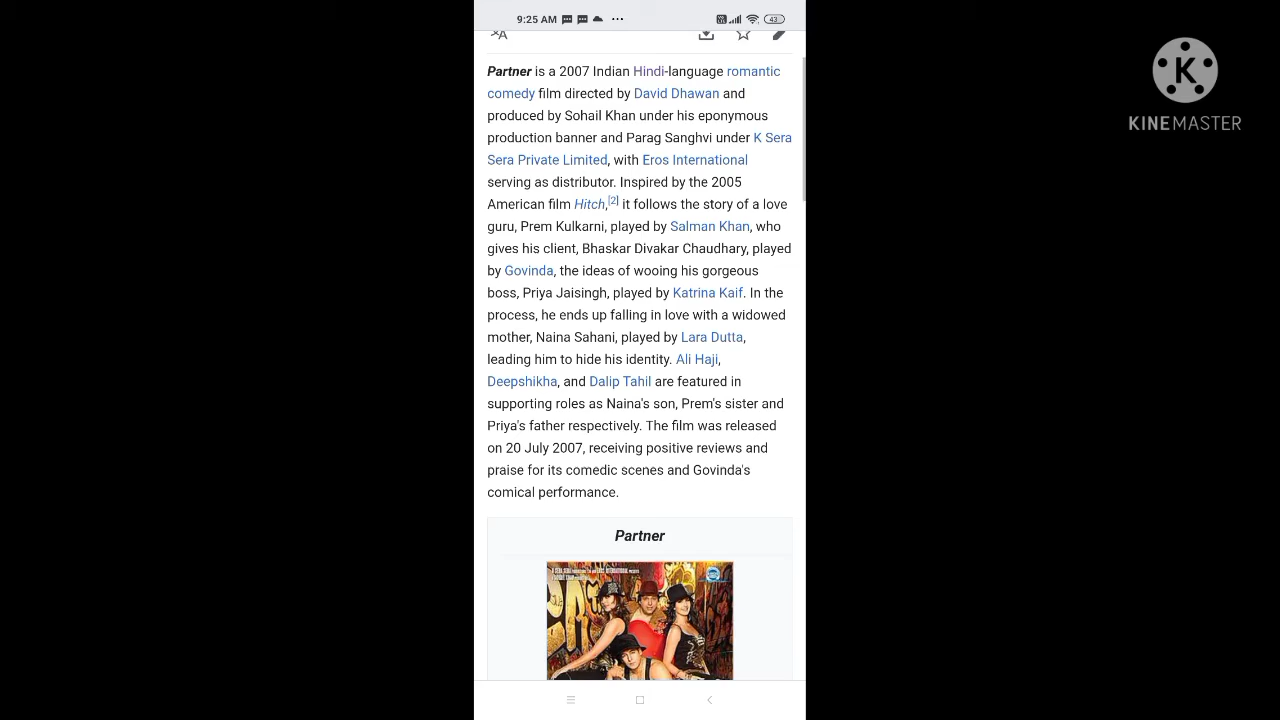 9:25 AM
43
Partner is a 2007 Indian Hindi-language romantic
comedy film directed by David Dhawan and
produced by Sohail Khan under his eponymous
production banner and Parag Sanghvi under K Sera
Sera Private Limited, with Eros International
serving as distributor. Inspired by the 2005
American film Hitch,[2] it follows the story of a love
guru, Prem Kulkarni, played by Salman Khan, who
gives his client, Bhaskar Divakar Chaudhary, played
by Govinda, the ideas of wooing his gorgeous
boss, Priya Jaisingh, played by Katrina Kaif. In the
process, he ends up falling in love with a widowed
mother, Naina Sahani, played by Lara Dutta,
leading him to hide his identity. Ali Haji,
Deepshikha, and Dalip Tahil are featured in
supporting roles as Naina's son, Prem's sister and
Priya's father respectively. The film was released
on 20 July 2007, receiving positive reviews and
praise for its comedic scenes and Govinda's
comical performance.
Partner
K
KINEMASTER